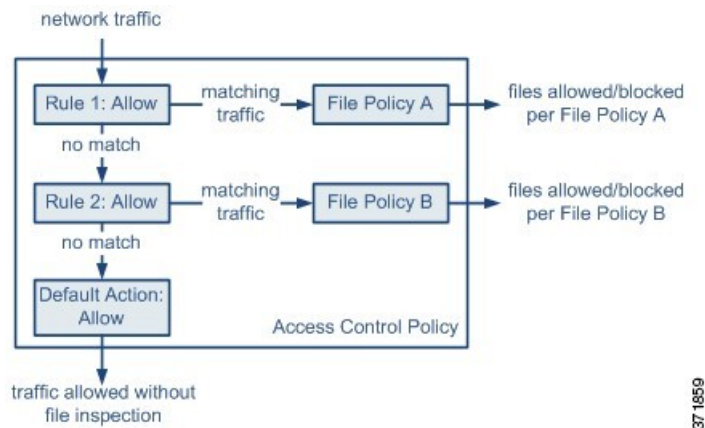 network traffic
Rule 1: Allow
matching
traffic
File Policy A
files allowed/blocked
per File Policy A
no match
Rule 2: Allow
matching
traffic
File Policy B
files allowed/blocked
per File Policy B
no match
Default Action:
Allow
Access Control Policy
traffic allowed without
file inspection
371859